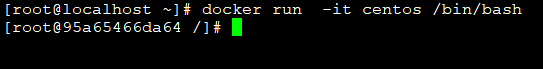 [root@localhost ~]# docker run  -it centos /bin/bash
[root@95a65466da64 /]#